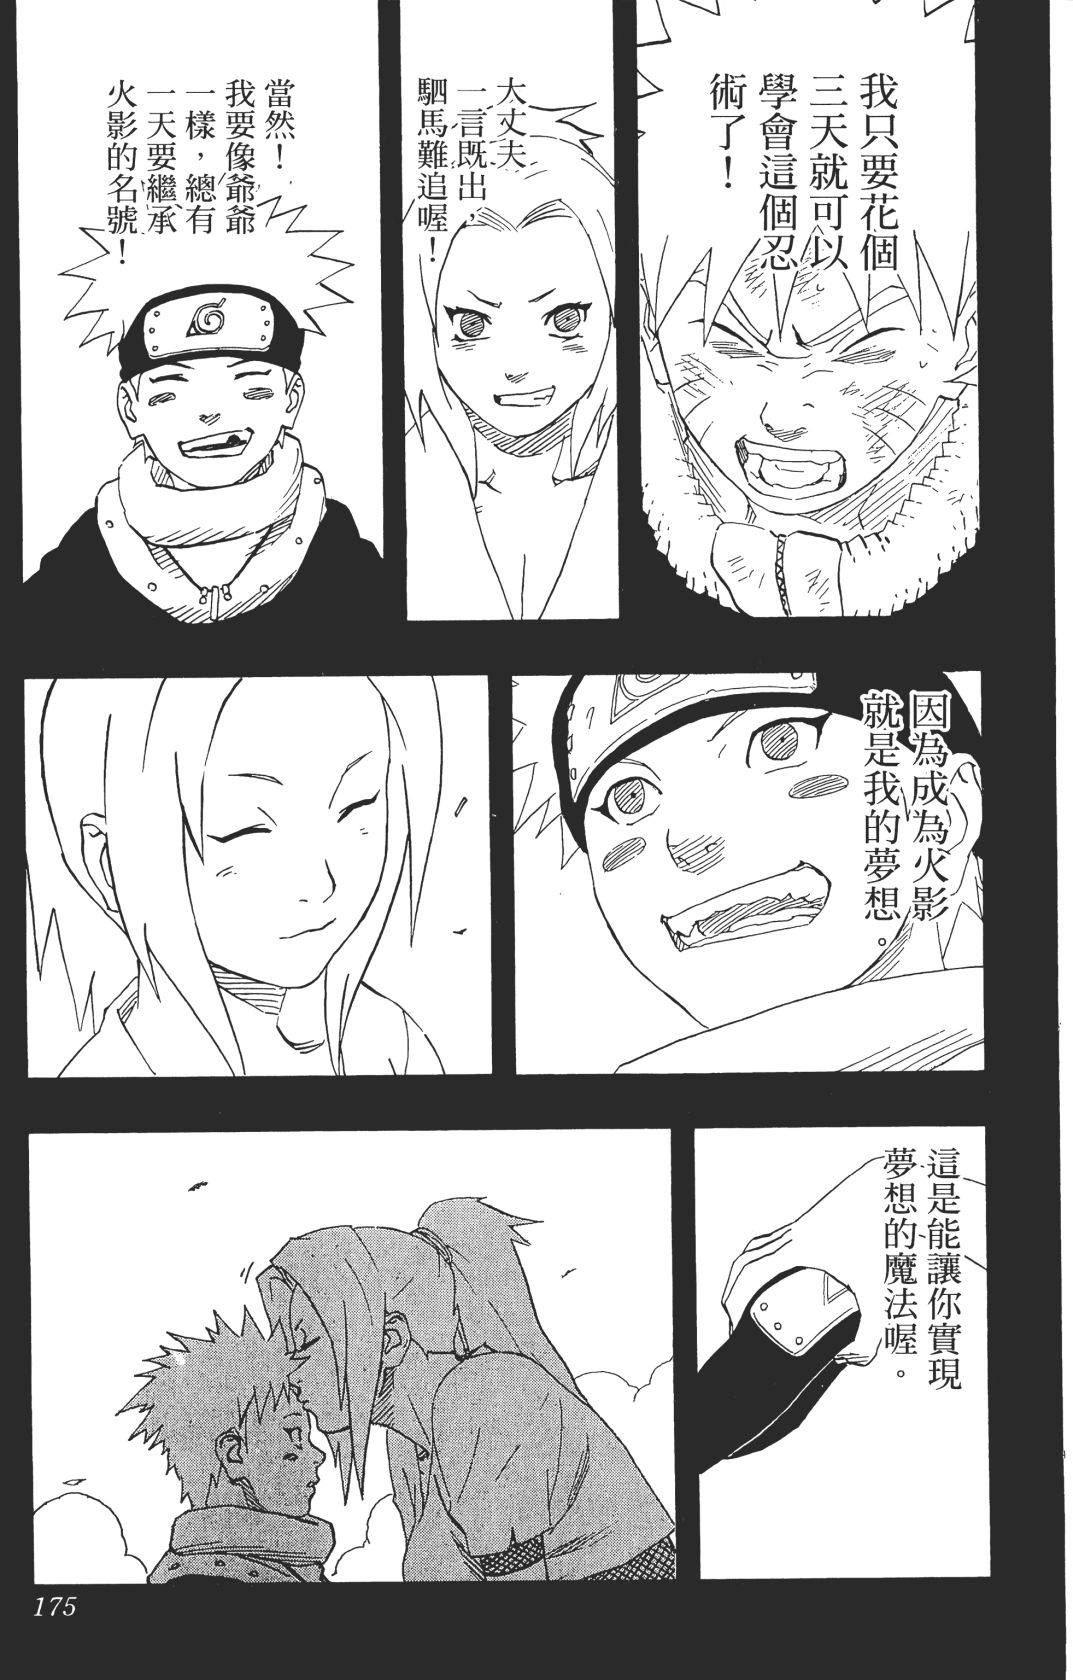 我只要花個
三天就可以
學會這個忍
術了！
大丈夫
一言既出，
駟馬難追喔！
當然！
我要像爺爺
一樣，總有
一天要繼承
火影的名號！
因為成為火影
就是我的夢想。
這是能讓你實現
夢想的魔法喔。
175